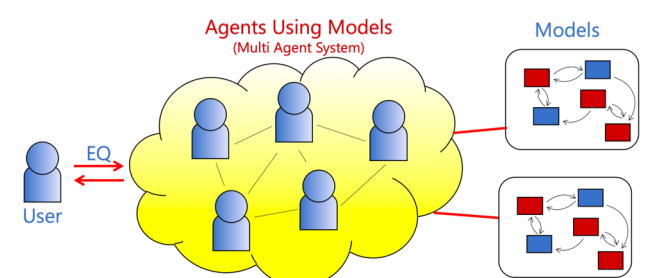 Agents Using Models
(Multi Agent System)
Models
EQ
User